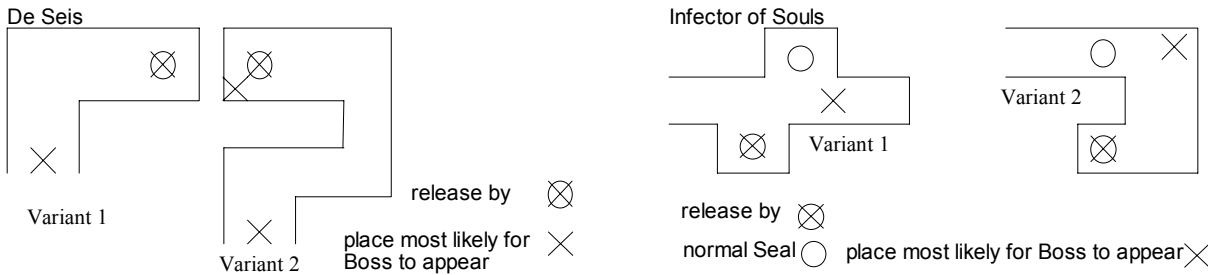 De Seis
Variant 1
Variant 2
release by
place most likely for
Boss to appear
Infector of Souls
Variant 1
Variant 2
release by
normal Seal
place most likely for Boss to appear